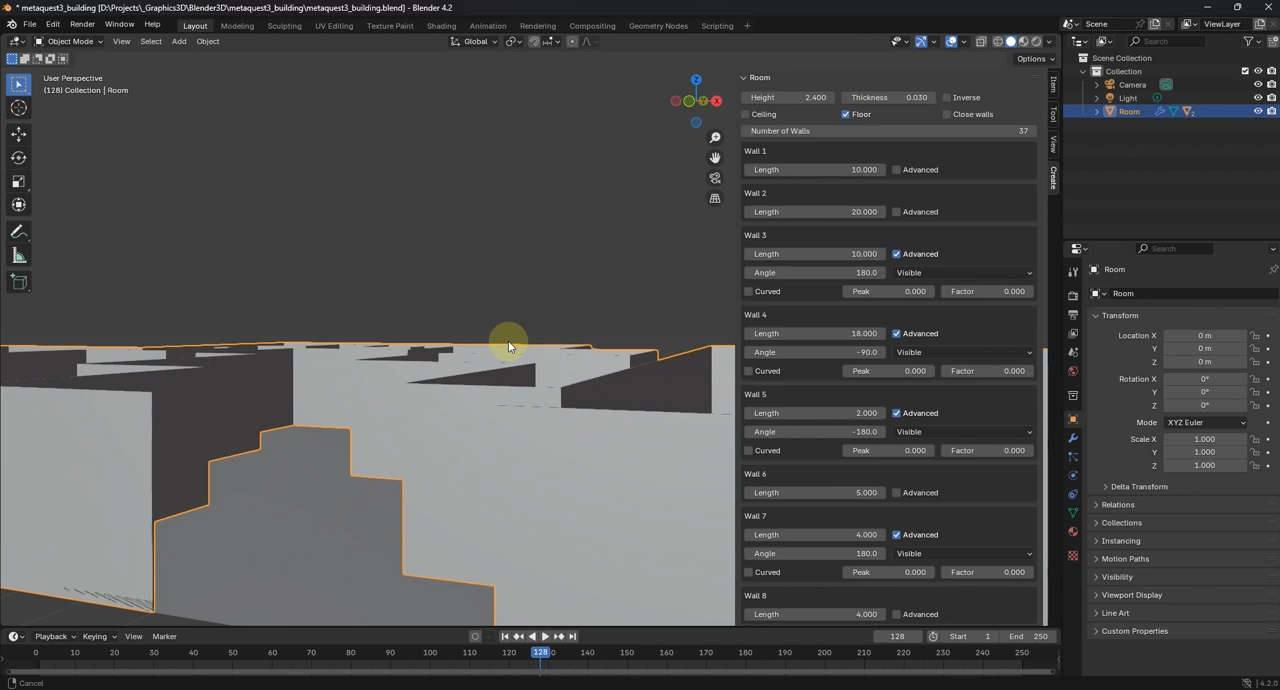 * metaquest3_building [D:\Projects\_Graphics3D\Blender3D\metaquest3_building\metaquest3_building.blend] - Blender 4.2
File Edit Render Window Help Layout Modeling Sculpting UV Editing Texture Paint Shading Animation Rendering Compositing Geometry Nodes Scripting + Scene ViewLayer
Object Mode View Select Add Object Global Search
Options
User Perspective
(128) Collection | Room
Z
X
Y
Room
Height 2.400 Thickness 0.030 Inverse
Ceiling Floor Close walls
Number of Walls 37
Wall 1
Length 10.000 Advanced
Wall 2
Length 20.000 Advanced
Wall 3
Length 10.000 Advanced
Angle 180.0 Visible
Curved Peak 0.000 Factor 0.000
Wall 4
Length 18.000 Advanced
Angle -90.0 Visible
Curved Peak 0.000 Factor 0.000
Wall 5
Length 2.000 Advanced
Angle -180.0 Visible
Curved Peak 0.000 Factor 0.000
Wall 6
Length 5.000 Advanced
Wall 7
Length 4.000 Advanced
Angle 180.0 Visible
Curved Peak 0.000 Factor 0.000
Wall 8
Length 4.000 Advanced
Item
Tool
View
Create
Scene Collection
Collection
Camera
Light
Room 2
Search
Room
Room
Transform
Location X 0 m
Y 0 m
Z 0 m
Rotation X 0°
Y 0°
Z 0°
Mode XYZ Euler
Scale X 1.000
Y 1.000
Z 1.000
Delta Transform
Relations
Collections
Instancing
Motion Paths
Visibility
Viewport Display
Line Art
Custom Properties
Playback Keying View Marker 128 Start 1 End 250
0 10 20 30 40 50 60 70 80 90 100 110 120 128 0 140 150 160 170 180 190 200 210 220 230 240 250
Cancel 4.2.0